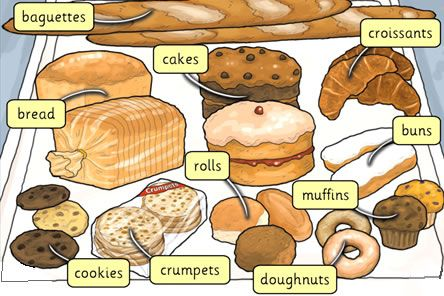 baguettes
croissants
cakes
bread
buns
rolls
Crumpets
muffins
cookies
crumpets
doughnuts